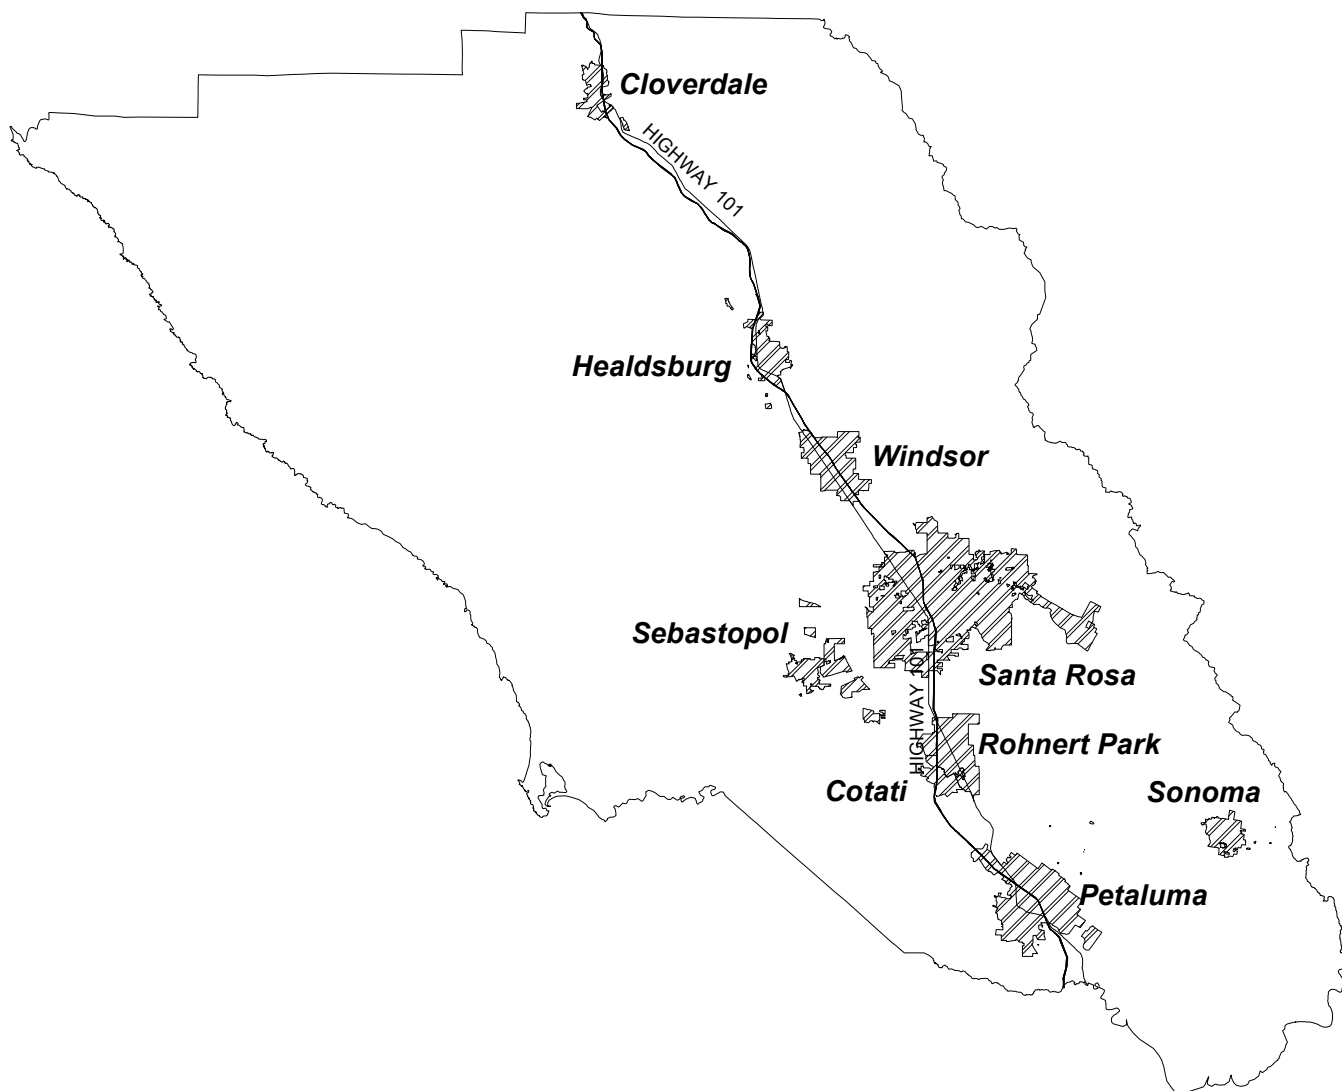 Cloverdale
HIGHWAY 101
Healdsburg
Windsor
Sebastopol
Santa Rosa
HIGHWAY 101
Rohnert Park
Cotati
Sonoma
Petaluma